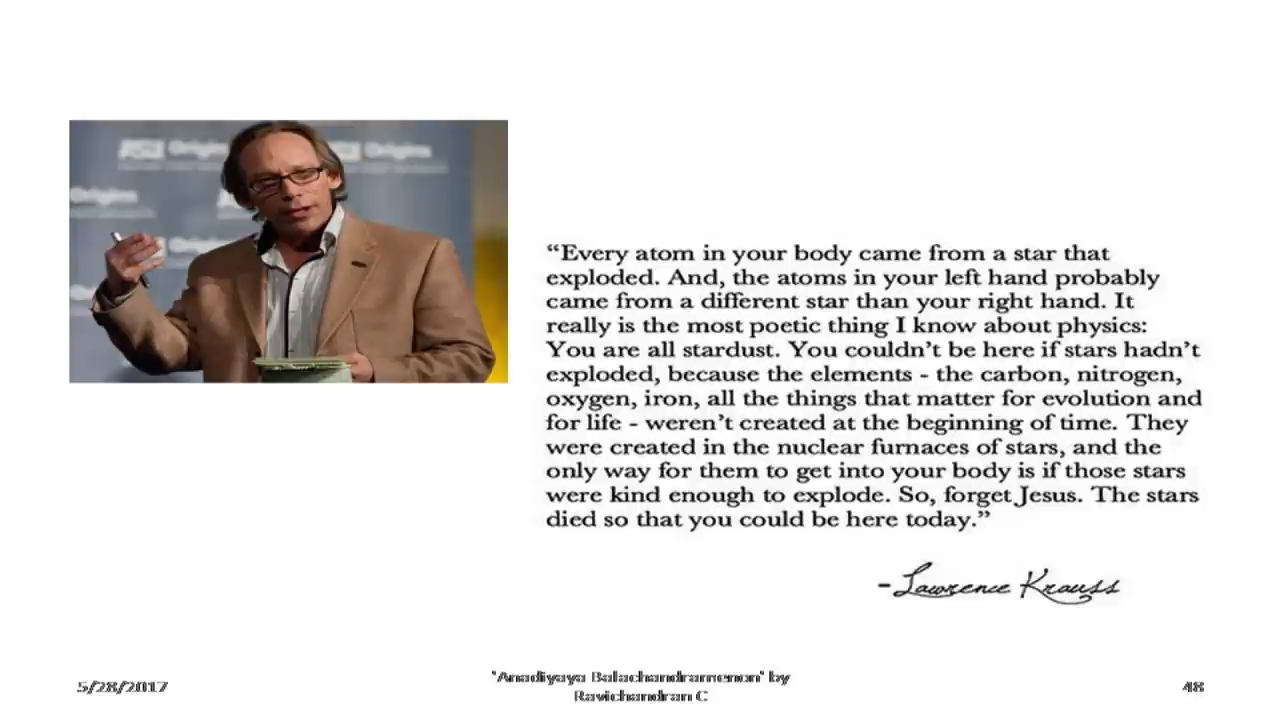 ASU Origins
Origins
Origins
“Every atom in your body came from a star that
exploded. And, the atoms in your left hand probably
came from a different star than your right hand. It
really is the most poetic thing I know about physics:
You are all stardust. You couldn’t be here if stars hadn’t
exploded, because the elements - the carbon, nitrogen,
oxygen, iron, all the things that matter for evolution and
for life - weren’t created at the beginning of time. They
were created in the nuclear furnaces of stars, and the
only way for them to get into your body is if those stars
were kind enough to explode. So, forget Jesus. The stars
died so that you could be here today.”
-Lawrence Krauss
5/28/2017
'Anadiyaya Balachandramenon' by
Ravichandran C
48